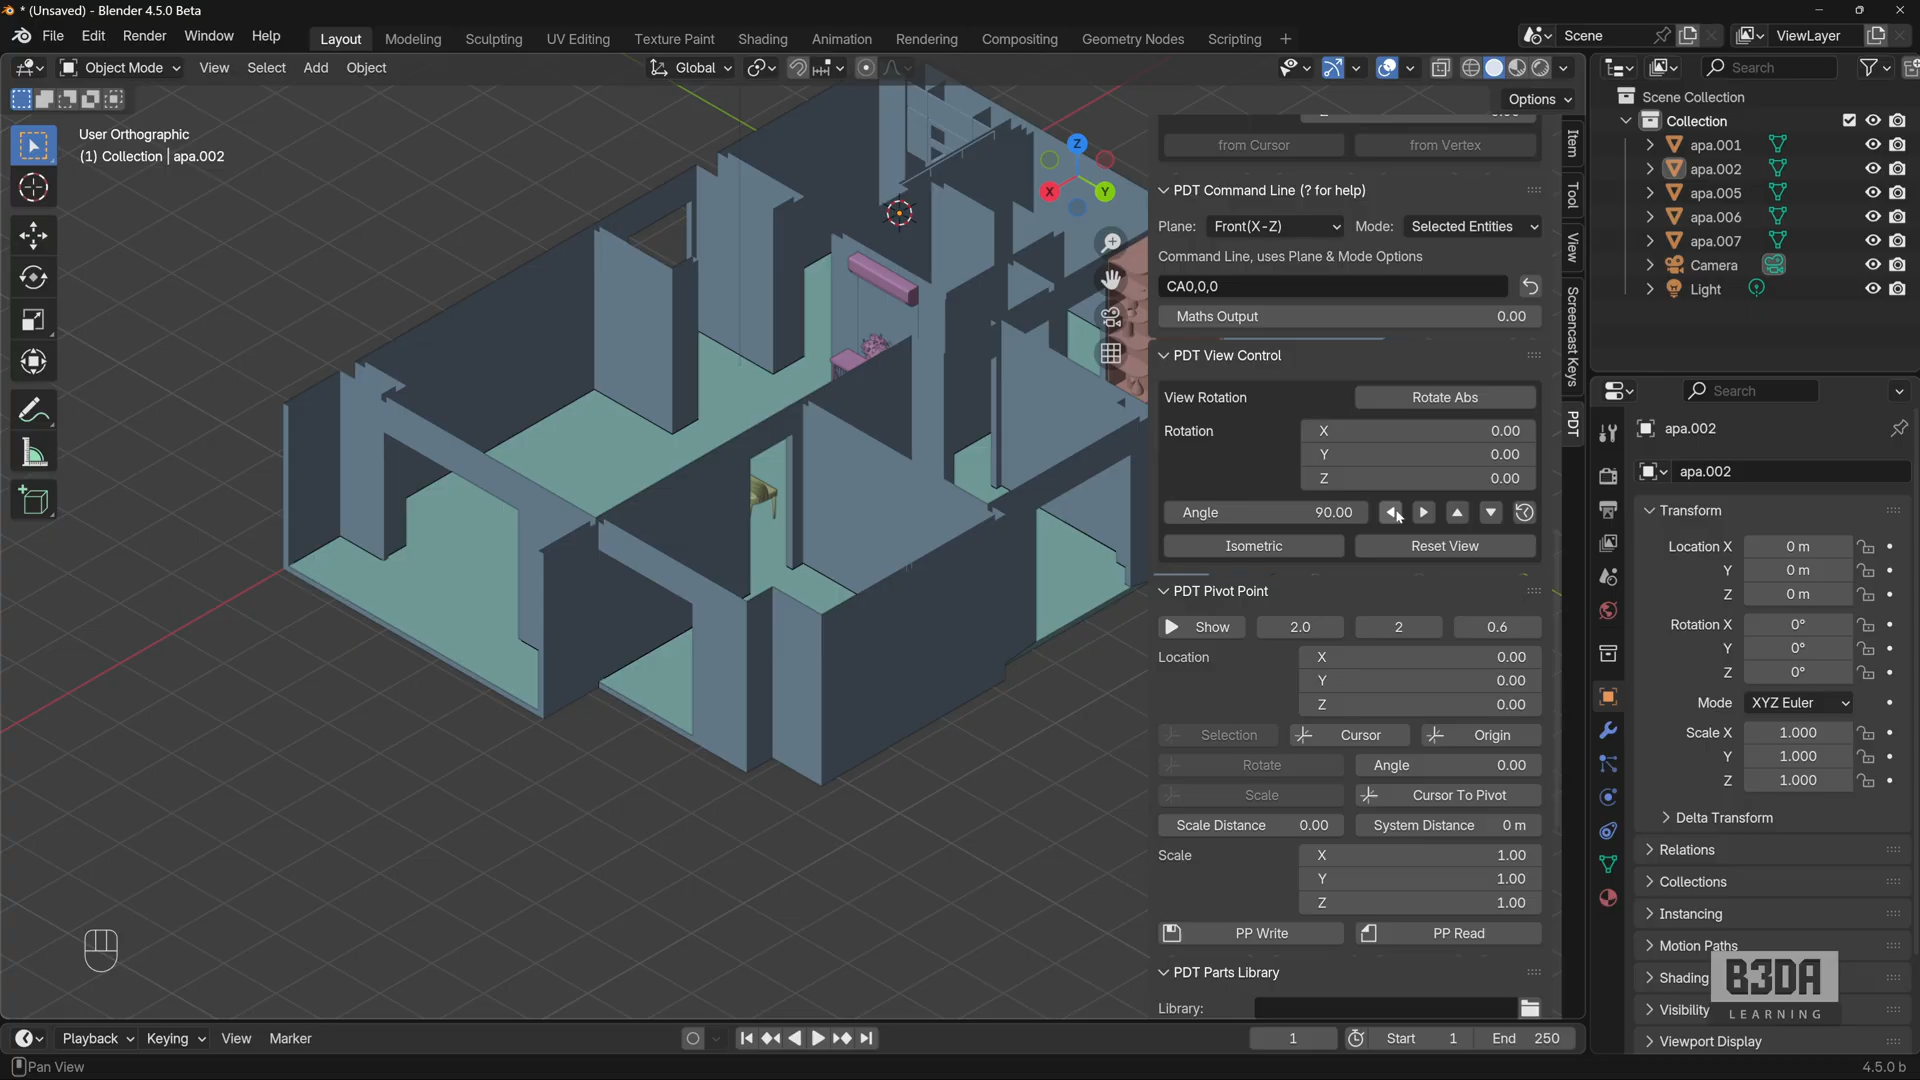 * (Unsaved) - Blender 4.5.0 Beta
File Edit Render Window Help
Layout Modeling Sculpting UV Editing Texture Paint Shading Animation Rendering Compositing Geometry Nodes Scripting +
Scene
ViewLayer
Object Mode View Select Add Object
Global
Search
Options
User Orthographic
(1) Collection | apa.002
Z
X
Y
from Cursor from Vertex
PDT Command Line (? for help)
Plane: Front(X-Z) Mode: Selected Entities
Command Line, uses Plane & Mode Options
CA0,0,0
Maths Output 0.00
PDT View Control
View Rotation Rotate Abs
Rotation X 0.00
Y 0.00
Z 0.00
Angle 90.00
Isometric Reset View
PDT Pivot Point
Show 2.0 2 0.6
Location X 0.00
Y 0.00
Z 0.00
Selection Cursor Origin
Rotate Angle 0.00
Scale Cursor To Pivot
Scale Distance 0.00 System Distance 0 m
Scale X 1.00
Y 1.00
Z 1.00
PP Write PP Read
PDT Parts Library
Library:
Item
Tool
View
Screencast Keys
PDT
Scene Collection
Collection
apa.001
apa.002
apa.005
apa.006
apa.007
Camera
Light
Search
apa.002
apa.002
Transform
Location X 0 m
Y 0 m
Z 0 m
Rotation X 0°
Y 0°
Z 0°
Mode XYZ Euler
Scale X 1.000
Y 1.000
Z 1.000
Delta Transform
Relations
Collections
Instancing
Motion Paths
Shading
Visibility
Viewport Display
B3DA
LEARNING
Playback Keying View Marker
1 Start 1 End 250
Pan View
4.5.0 b